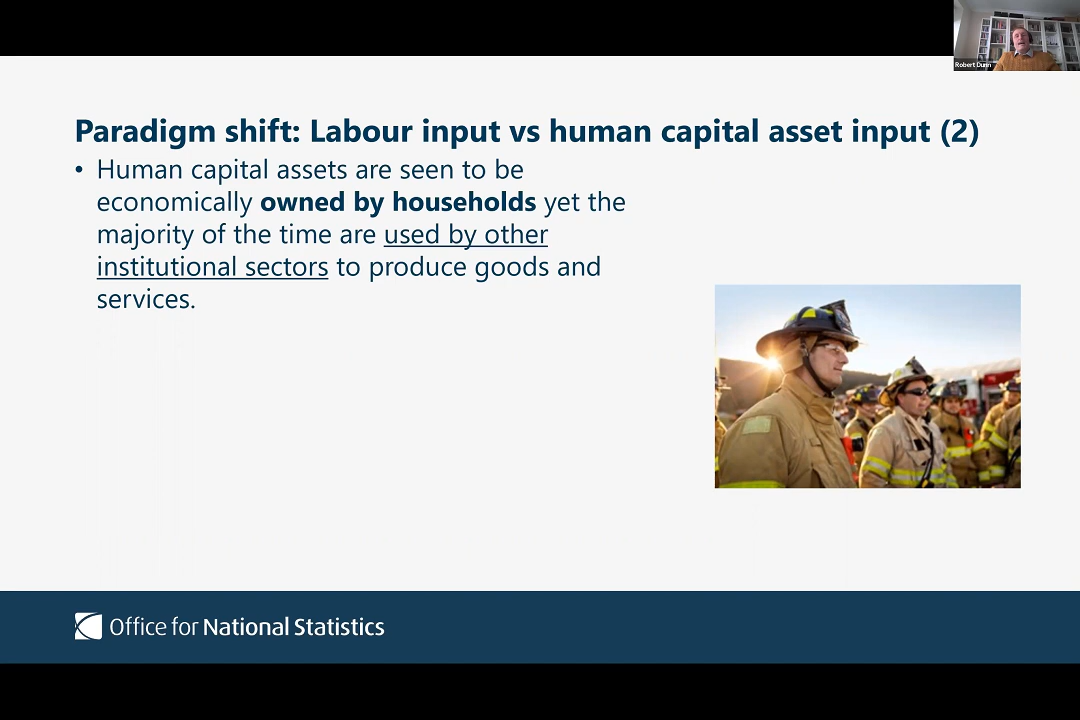 Robert Dunn
Paradigm shift: Labour input vs human capital asset input (2)
• Human capital assets are seen to be
economically owned by households yet the
majority of the time are used by other
institutional sectors to produce goods and
services.
Office for National Statistics